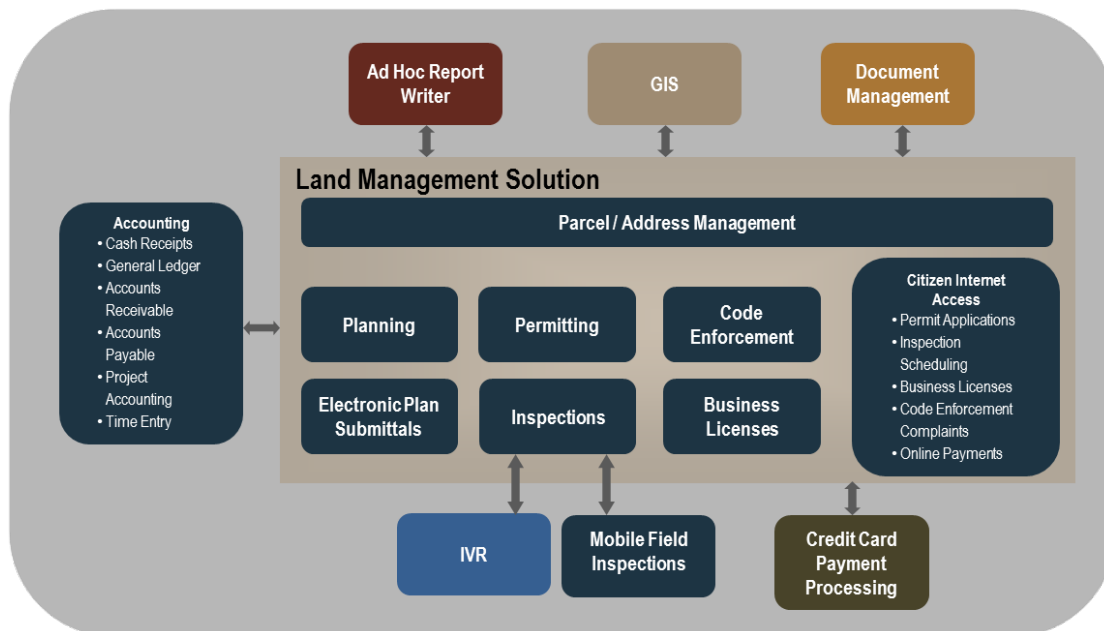 Ad Hoc Report
Writer
GIS
Document
Management
Land Management Solution
Parcel / Address Management
Accounting
• Cash Receipts
• General Ledger
• Accounts
Receivable
• Accounts
Payable
• Project
Accounting
• Time Entry
Planning
Permitting
Code
Enforcement
Electronic Plan
Submittals
Inspections
Business
Licenses
Citizen Internet
Access
• Permit Applications
• Inspection
Scheduling
• Business Licenses
• Code Enforcement
Complaints
• Online Payments
IVR
Mobile Field
Inspections
Credit Card
Payment
Processing